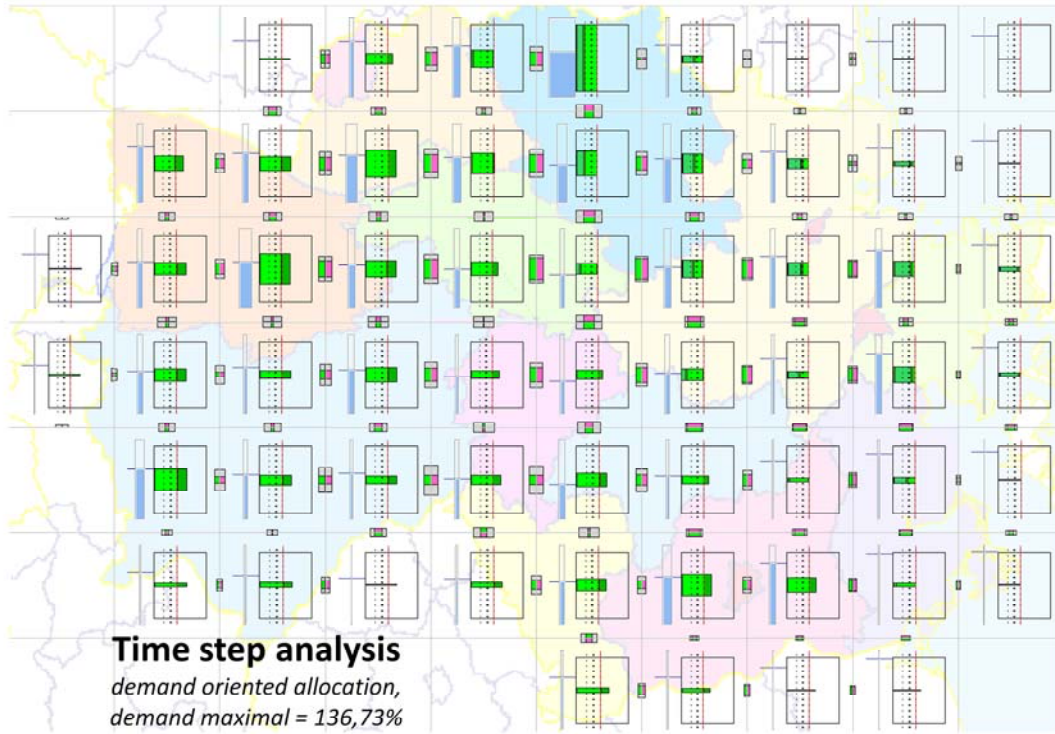 Time step analysis
demand oriented allocation,
demand maximal = 136,73%